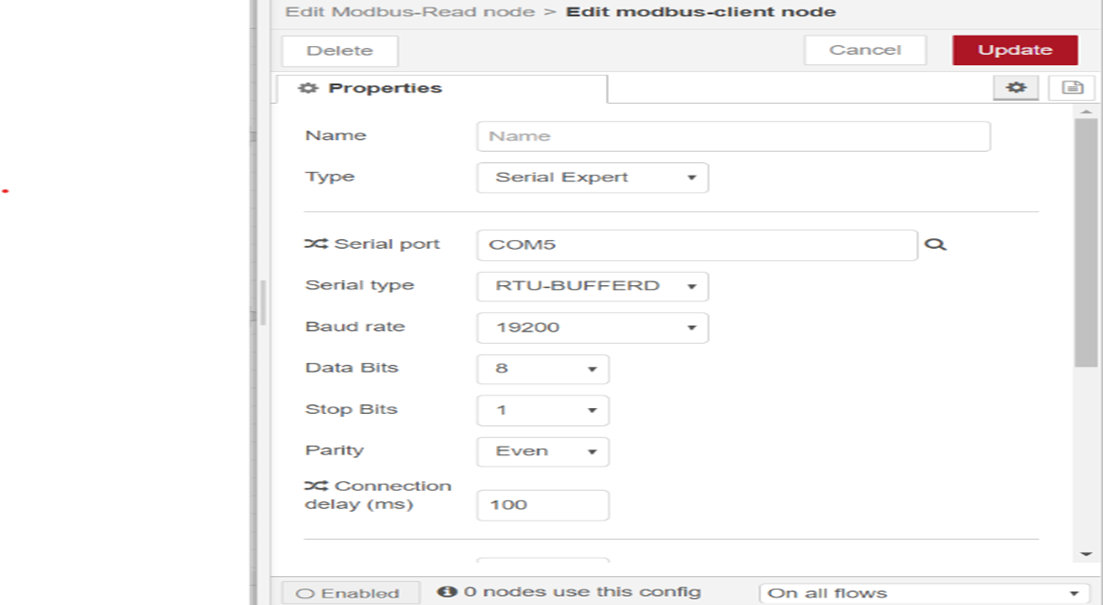 Edit Modbus-Read node > Edit modbus-client node
Delete Cancel Update
Properties
Name Name
Type Serial Expert
Serial port COM5
Serial type RTU-BUFFERD
Baud rate 19200
Data Bits 8
Stop Bits 1
Parity Even
Connection
delay (ms) 100
Enabled 0 nodes use this config On all flows